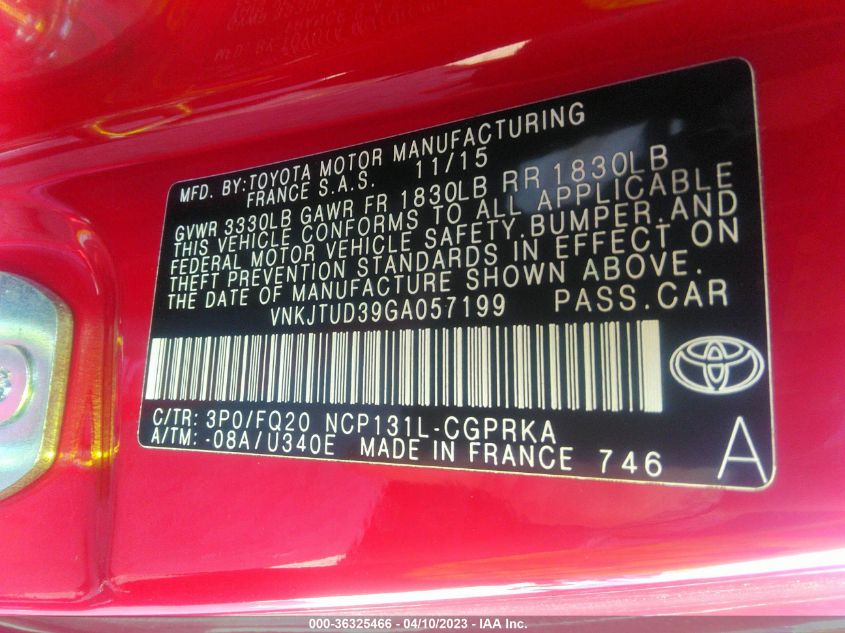 MFD. BY:TOYOTA MOTOR MANUFACTURING
FRANCE S.A.S. 11/15
GVWR 3330LB GAWR FR 1830LB RR 1830LB
THIS VEHICLE CONFORMS TO ALL APPLICABLE
FEDERAL MOTOR VEHICLE SAFETY,BUMPER,AND
THEFT PREVENTION STANDARDS IN EFFECT ON
THE DATE OF MANUFACTURE SHOWN ABOVE.
VNKJTUD39GA057199 PASS.CAR
C/TR: 3P0/FQ20 NCP131L-CGPRKA
A/TM: -08A/U340E MADE IN FRANCE 746 A
000-36325466 - 04/10/2023 - IAA Inc.